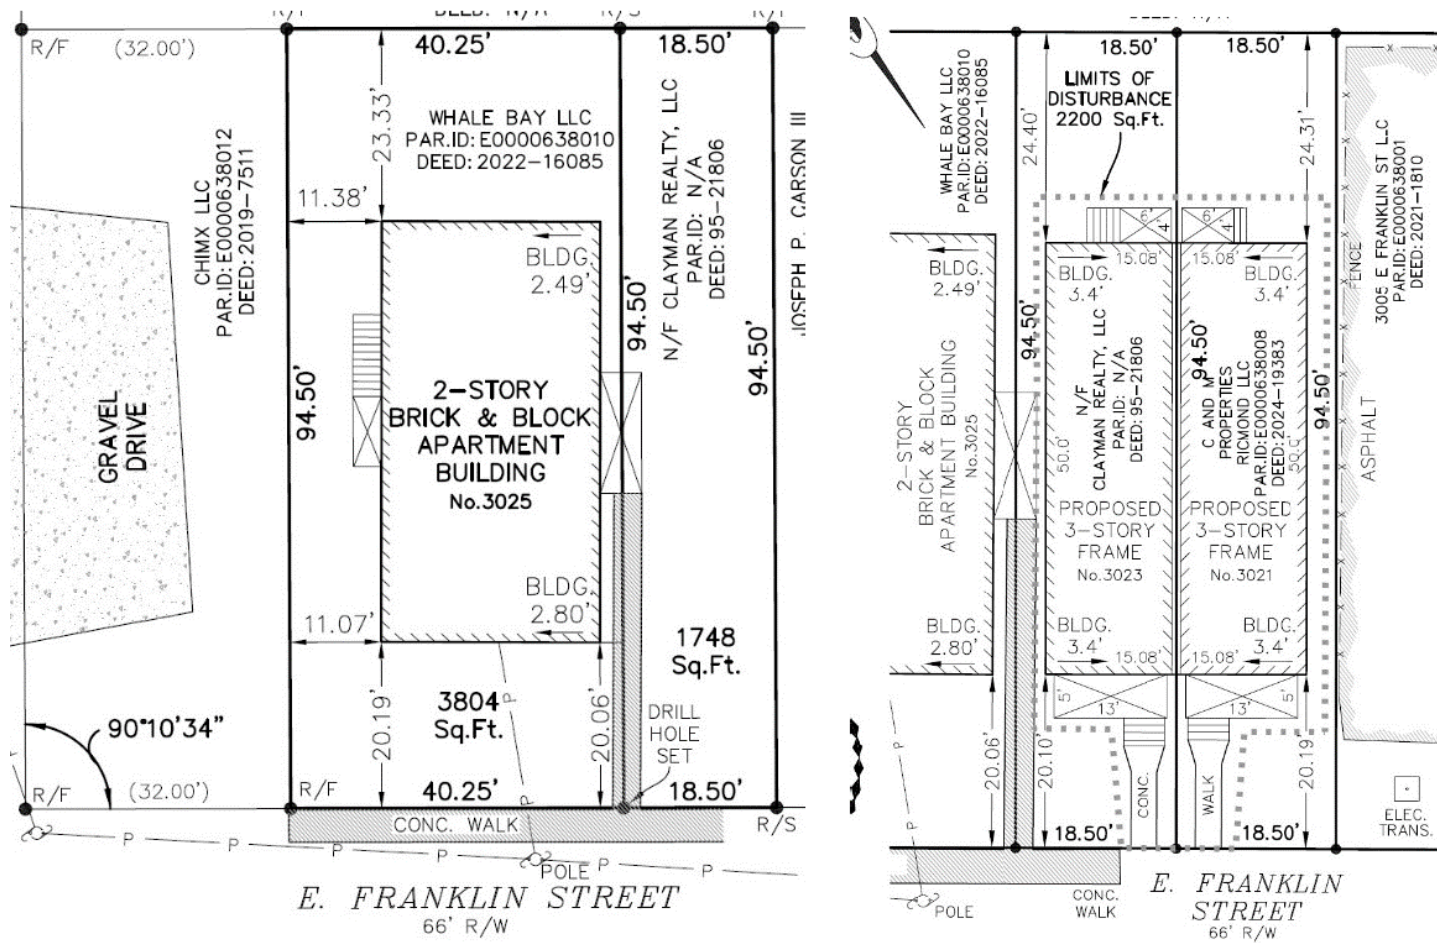 R/F
(32.00')
40.25'
18.50'
23.33'
WHALE BAY LLC
PAR.ID: E0000638010
DEED: 2022-16085
N/F CLAYMAN REALTY, LLC
PAR.ID: N/A
DEED: 95-21806
JOSEPH P. CARSON III
CHIMX LLC
PAR.ID: E0000638012
DEED: 2019-7511
11.38'
BLDG.
2.49'
94.50'
94.50'
94.50'
GRAVEL
DRIVE
2-STORY
BRICK & BLOCK
APARTMENT
BUILDING
No.3025
BLDG.
2.80'
11.07'
1748
Sq.Ft.
20.19'
3804
Sq.Ft.
P
20.06'
DRILL
HOLE
SET
90°10'34"
R/F
(32.00')
R/F
40.25'
P
18.50'
R/S
CONC. WALK
P
P
P
P
P
POLE
E. FRANKLIN STREET
66' R/W
18.50'
18.50'
WHALE BAY LLC
PAR.ID: E0000638010
DEED: 2022-16085
LIMITS OF
DISTURBANCE
2200 Sq.Ft.
24.40'
24.31'
FENCE
3005 E FRANKLIN ST LLC
PAR.ID: E0000638001
DEED: 2021-1810
6'
4'
6'
4'
BLDG.
2.49'
15.08'
15.08'
BLDG.
3.4'
BLDG.
3.4'
94.50'
94.50'
94.50'
2-STORY
BRICK & BLOCK
APARTMENT BUILDING
No.3025
50.0'
N/F
CLAYMAN REALTY, LLC
PAR.ID: N/A
DEED: 95-21806
C AND M
PROPERTIES
RICMOND LLC
PAR.ID:E0000638008
DEED: 2024-19383
50.0'
ASPHALT
PROPOSED
3-STORY
FRAME
No.3023
PROPOSED
3-STORY
FRAME
No.3021
BLDG.
2.80'
BLDG.
3.4'
15.08'
15.08'
BLDG.
3.4'
5'
13'
13'
5'
20.06'
20.10'
20.19'
P
P
CONC.
WALK
18.50'
18.50'
ELEC.
TRANS.
POLE
CONC.
WALK
E. FRANKLIN
STREET
66' R/W